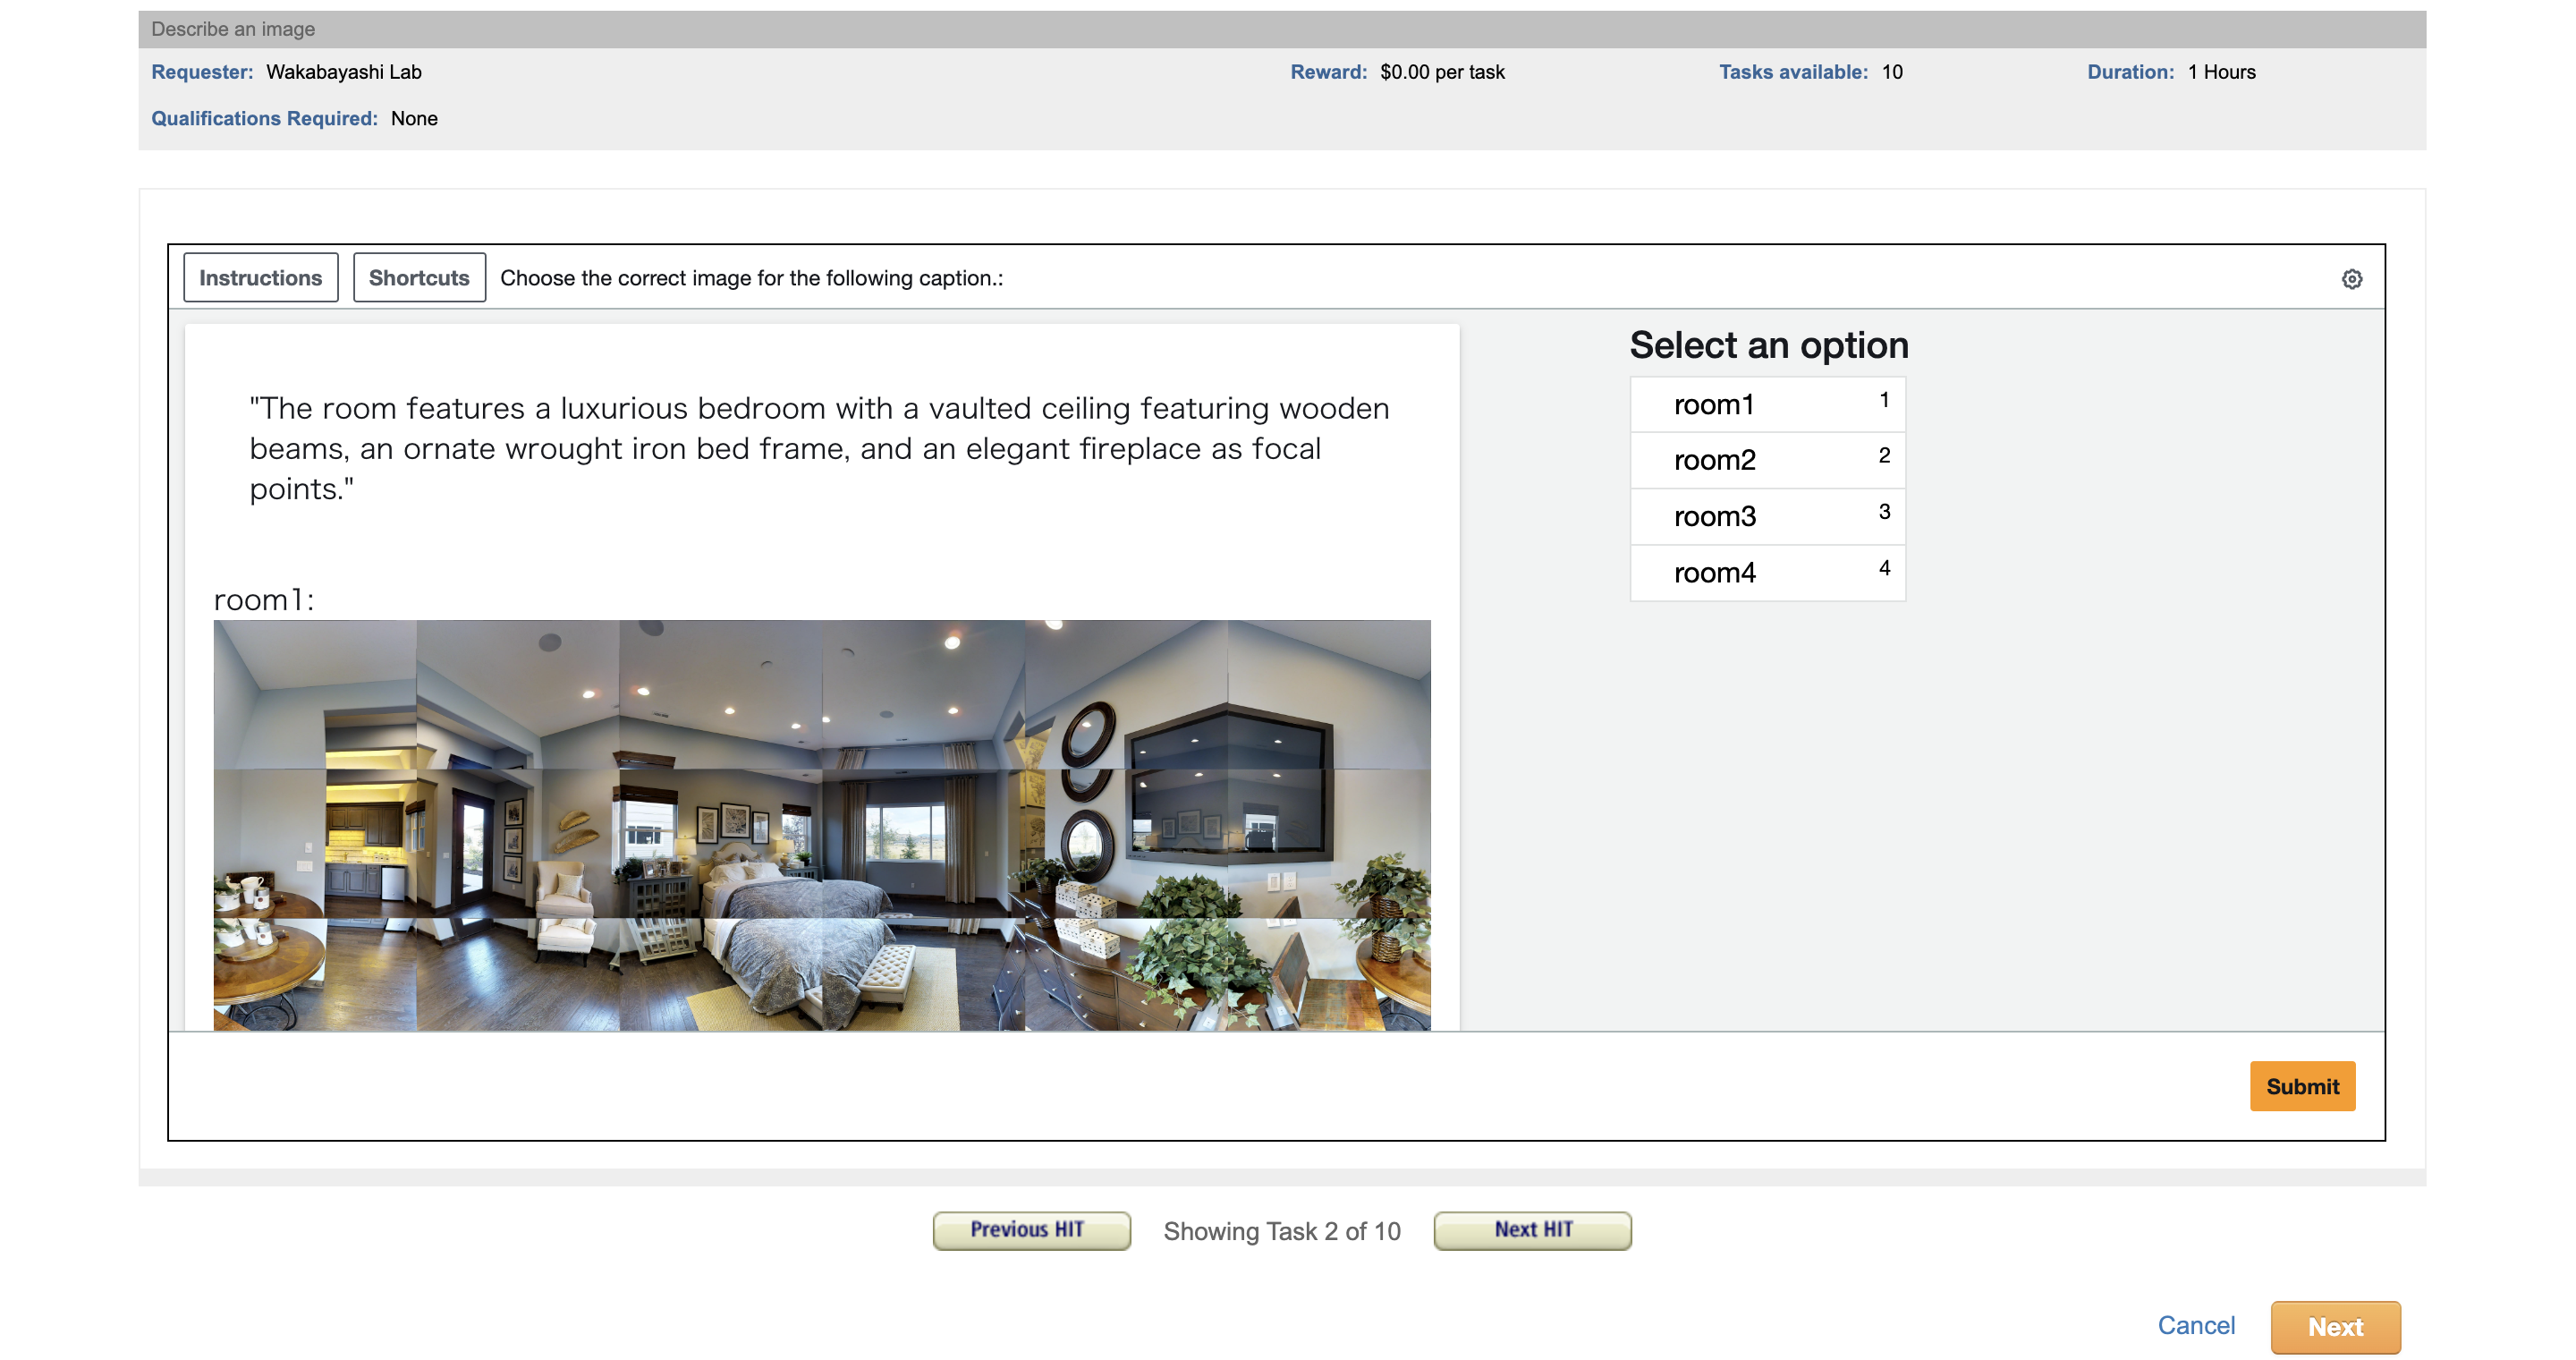 Describe an image
Requester: Wakabayashi Lab
Reward: $0.00 per task
Tasks available: 10
Duration: 1 Hours
Qualifications Required: None
Instructions
Shortcuts
Choose the correct image for the following caption.:
"The room features a luxurious bedroom with a vaulted ceiling featuring wooden
beams, an ornate wrought iron bed frame, and an elegant fireplace as focal
points."
room1:
Select an option
room1 1
room2 2
room3 3
room4 4
Submit
Previous HIT
Showing Task 2 of 10
Next HIT
Cancel
Next